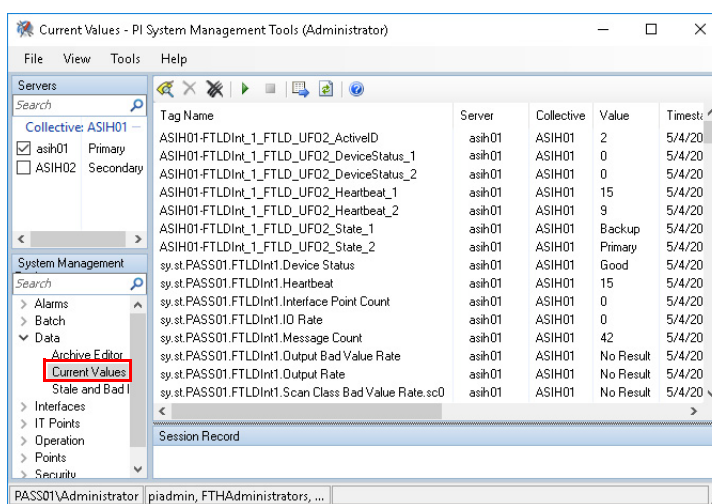 Current Values - PI System Management Tools (Administrator)
File View Tools Help
Servers
Search
Collective: ASIH01
asih01 Primary
ASIH02 Secondary
System Management
Search
Alarms
Batch
Data
Archive Editor
Current Values
Stale and Bad
Interfaces
IT Points
Operation
Points
Security
Tag Name Server Collective Value Timesta
ASIH01-FTLDInt_1_FTLD_UFO2_ActiveID asih01 ASIH01 2 5/4/20
ASIH01-FTLDInt_1_FTLD_UFO2_DeviceStatus_1 asih01 ASIH01 0 5/4/20
ASIH01-FTLDInt_1_FTLD_UFO2_DeviceStatus_2 asih01 ASIH01 0 5/4/20
ASIH01-FTLDInt_1_FTLD_UFO2_Heartbeat_1 asih01 ASIH01 15 5/4/20
ASIH01-FTLDInt_1_FTLD_UFO2_Heartbeat_2 asih01 ASIH01 9 5/4/20
ASIH01-FTLDInt_1_FTLD_UFO2_State_1 asih01 ASIH01 Backup 5/4/20
ASIH01-FTLDInt_1_FTLD_UFO2_State_2 asih01 ASIH01 Primary 5/4/20
sy.st.PASS01.FTLDInt1.Device Status asih01 ASIH01 Good 5/4/20
sy.st.PASS01.FTLDInt1.Heartbeat asih01 ASIH01 15 5/4/20
sy.st.PASS01.FTLDInt1.Interface Point Count asih01 ASIH01 0 5/4/20
sy.st.PASS01.FTLDInt1.IO Rate asih01 ASIH01 0 5/4/20
sy.st.PASS01.FTLDInt1.Message Count asih01 ASIH01 42 5/4/20
sy.st.PASS01.FTLDInt1.Output Bad Value Rate asih01 ASIH01 No Result 5/4/20
sy.st.PASS01.FTLDInt1.Output Rate asih01 ASIH01 No Result 5/4/20
sy.st.PASS01.FTLDInt1.Scan Class Bad Value Rate.sc0 asih01 ASIH01 No Result 5/4/20
Session Record
PASS01\Administrator piadmin, FTHAdministrators, ...